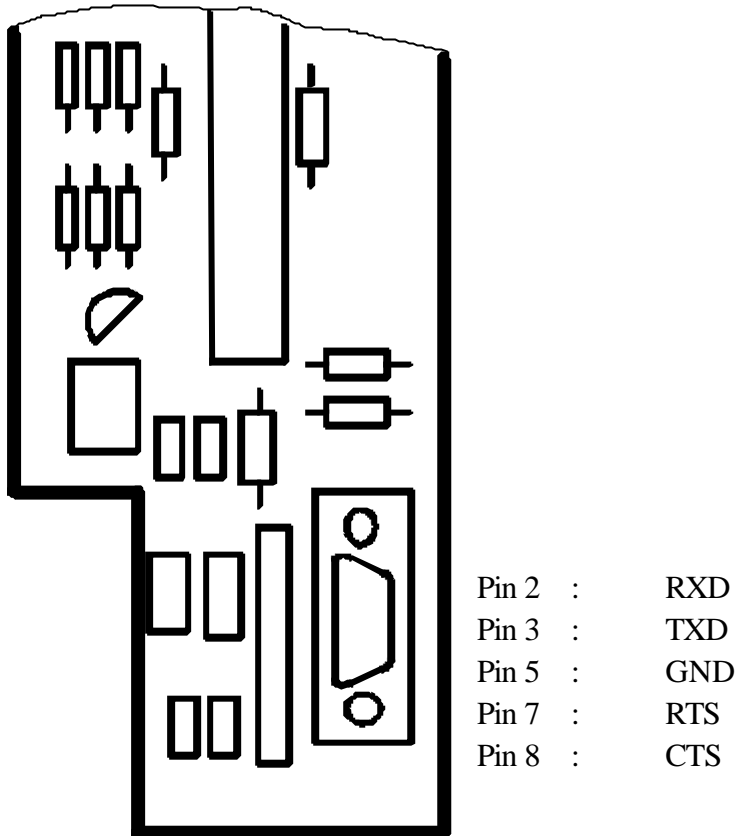 Pin 2 : RXD
Pin 3 : TXD
Pin 5 : GND
Pin 7 : RTS
Pin 8 : CTS